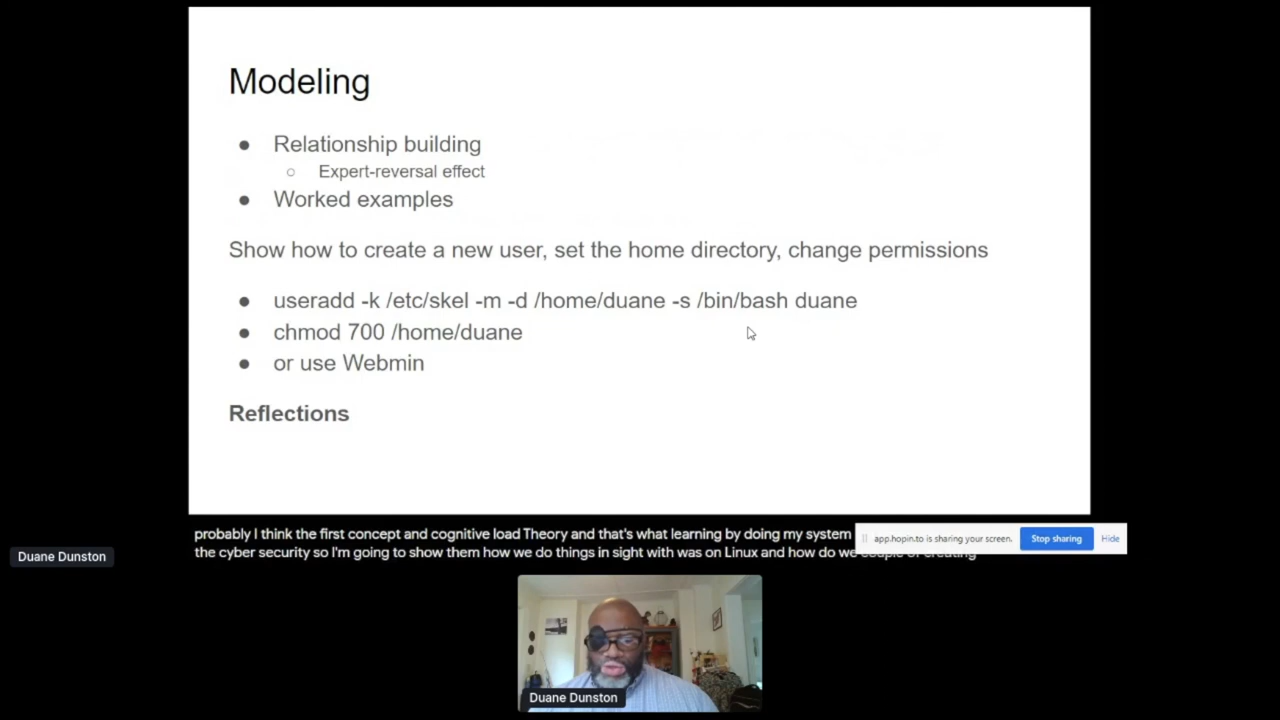 Modeling
● Relationship building
○ Expert-reversal effect
● Worked examples
Show how to create a new user, set the home directory, change permissions
● useradd -k /etc/skel -m -d /home/duane -s /bin/bash duane
● chmod 700 /home/duane
● or use Webmin
Reflections
probably I think the first concept and cognitive load Theory and that's what learning by doing my system
the cyber security so I'm going to show them how we do things in sight with was on Linux and how do we couple of creating
app.hopin.to is sharing your screen.
Stop sharing
Hide
Duane Dunston
Duane Dunston